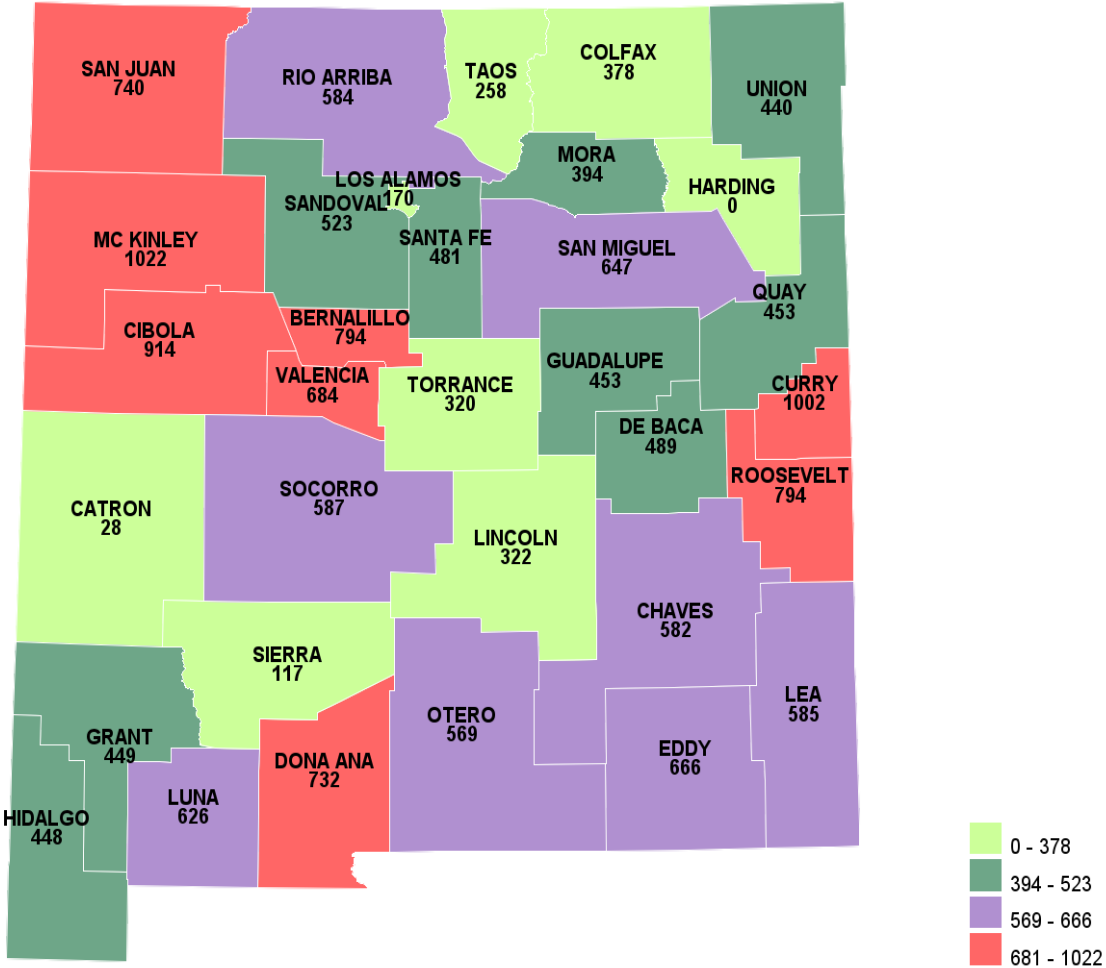 COLFAX
378
SAN JUAN
740
RIO ARRIBA
584
TAOS
258
UNION
440
MORA
394
LOS ALAMOS
170
HARDING
0
SANDOVAL
523
MC KINLEY
1022
SANTA FE
481
SAN MIGUEL
647
QUAY
453
CIBOLA
914
BERNALILLO
794
VALENCIA
684
TORRANCE
320
GUADALUPE
453
CURRY
1002
DE BACA
489
ROOSEVELT
794
CATRON
28
SOCORRO
587
LINCOLN
322
CHAVES
582
SIERRA
117
LEA
585
OTERO
569
GRANT
449
EDDY
666
DONA ANA
732
LUNA
626
HIDALGO
448
0 - 378
394 - 523
569 - 666
681 - 1022